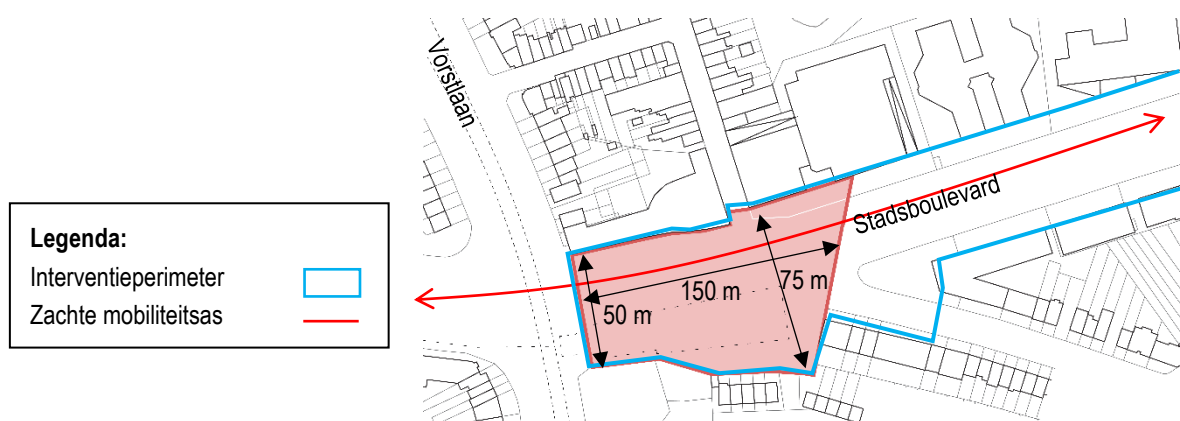 Legenda:
Interventieperimeter
Zachte mobiliteitsas
Vorstlaan
Stadsboulevard
150 m
75 m
50 m